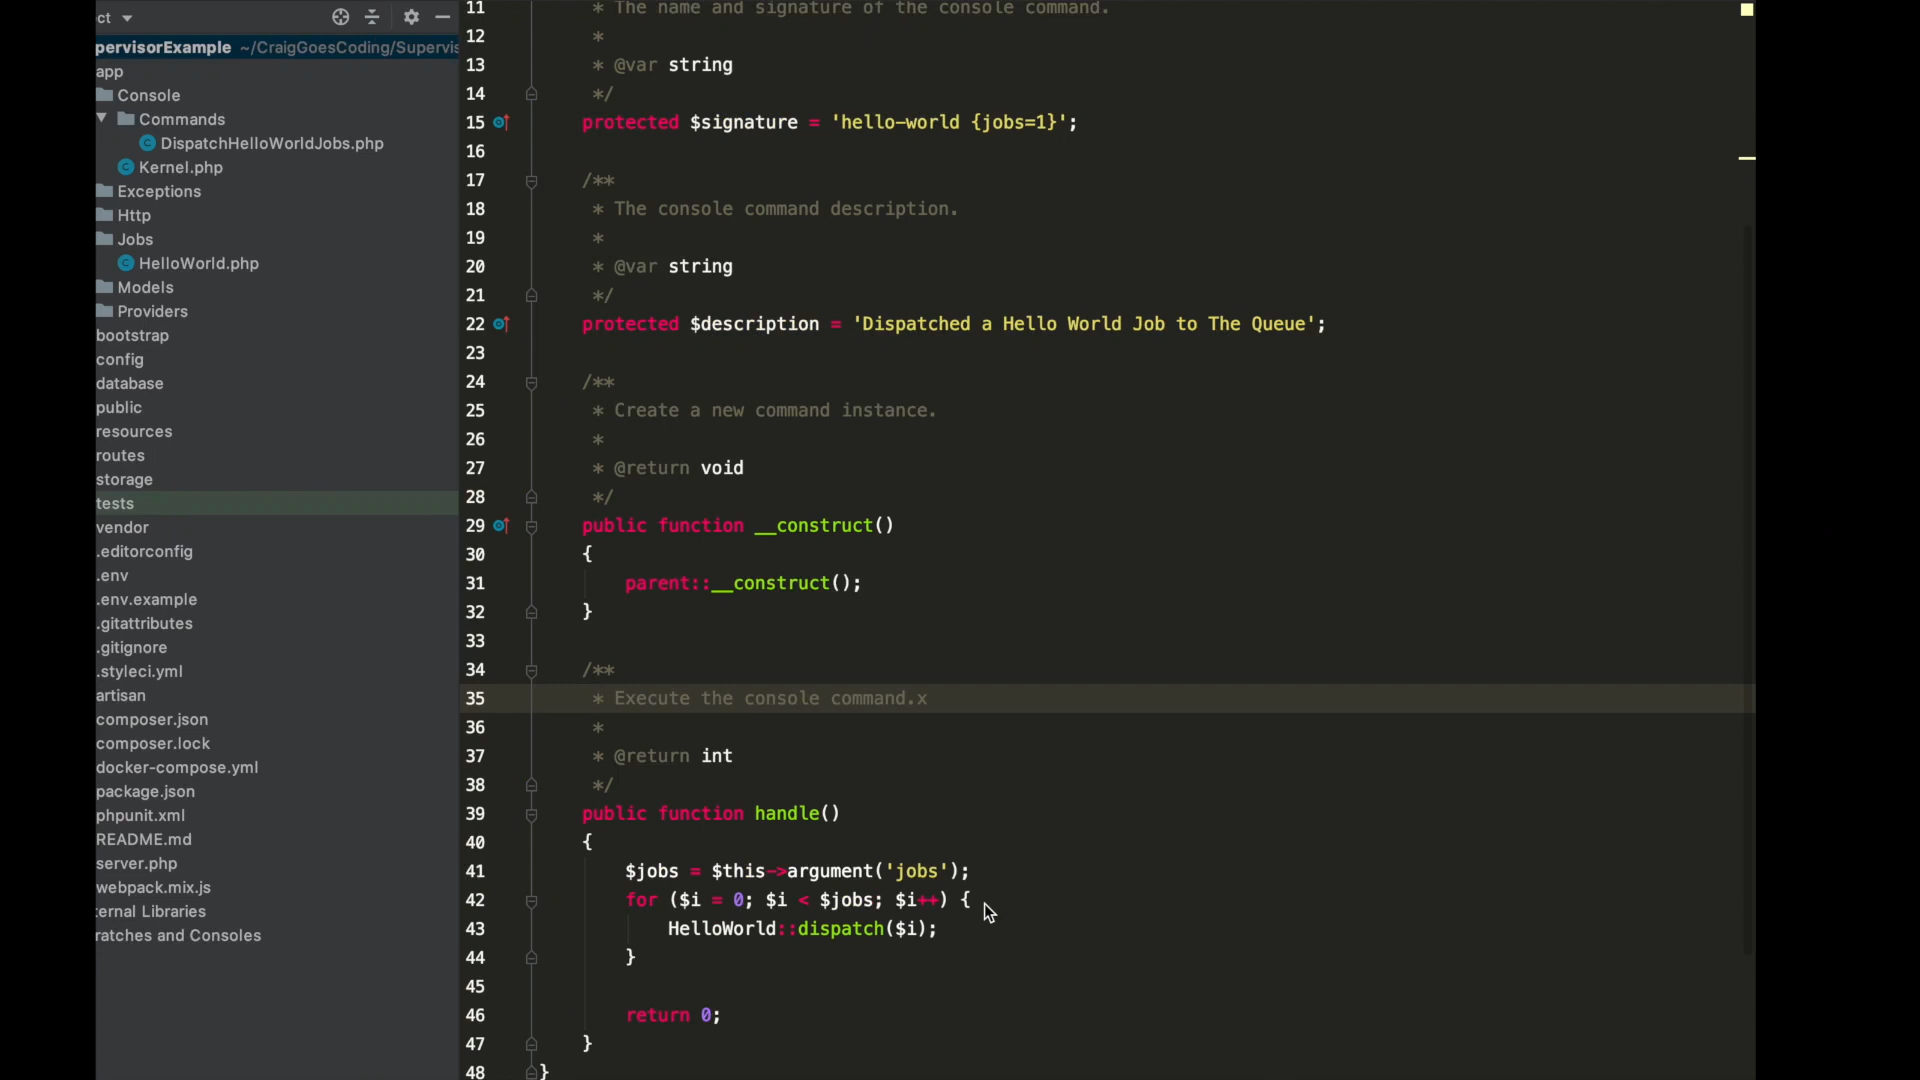 ct
pervisorExample ~/CraigGoesCoding/Supervis
app
Console
Commands
DispatchHelloWorldJobs.php
Kernel.php
Exceptions
Http
Jobs
HelloWorld.php
Models
Providers
bootstrap
config
database
public
resources
routes
storage
tests
vendor
.editorconfig
.env
.env.example
.gitattributes
.gitignore
.styleci.yml
artisan
composer.json
composer.lock
docker-compose.yml
package.json
phpunit.xml
README.md
server.php
webpack.mix.js
ternal Libraries
ratches and Consoles
11 * The name and signature of the console command.
12 *
13 * @var string
14 */
15 protected $signature = 'hello-world {jobs=1}';
16
17 /**
18 * The console command description.
19 *
20 * @var string
21 */
22 protected $description = 'Dispatched a Hello World Job to The Queue';
23
24 /**
25 * Create a new command instance.
26 *
27 * @return void
28 */
29 public function __construct()
30 {
31 parent::__construct();
32 }
33
34 /**
35 * Execute the console command.x
36 *
37 * @return int
38 */
39 public function handle()
40 {
41 $jobs = $this->argument('jobs');
42 for ($i = 0; $i < $jobs; $i++) {
43 HelloWorld::dispatch($i);
44 }
45
46 return 0;
47 }
48 }